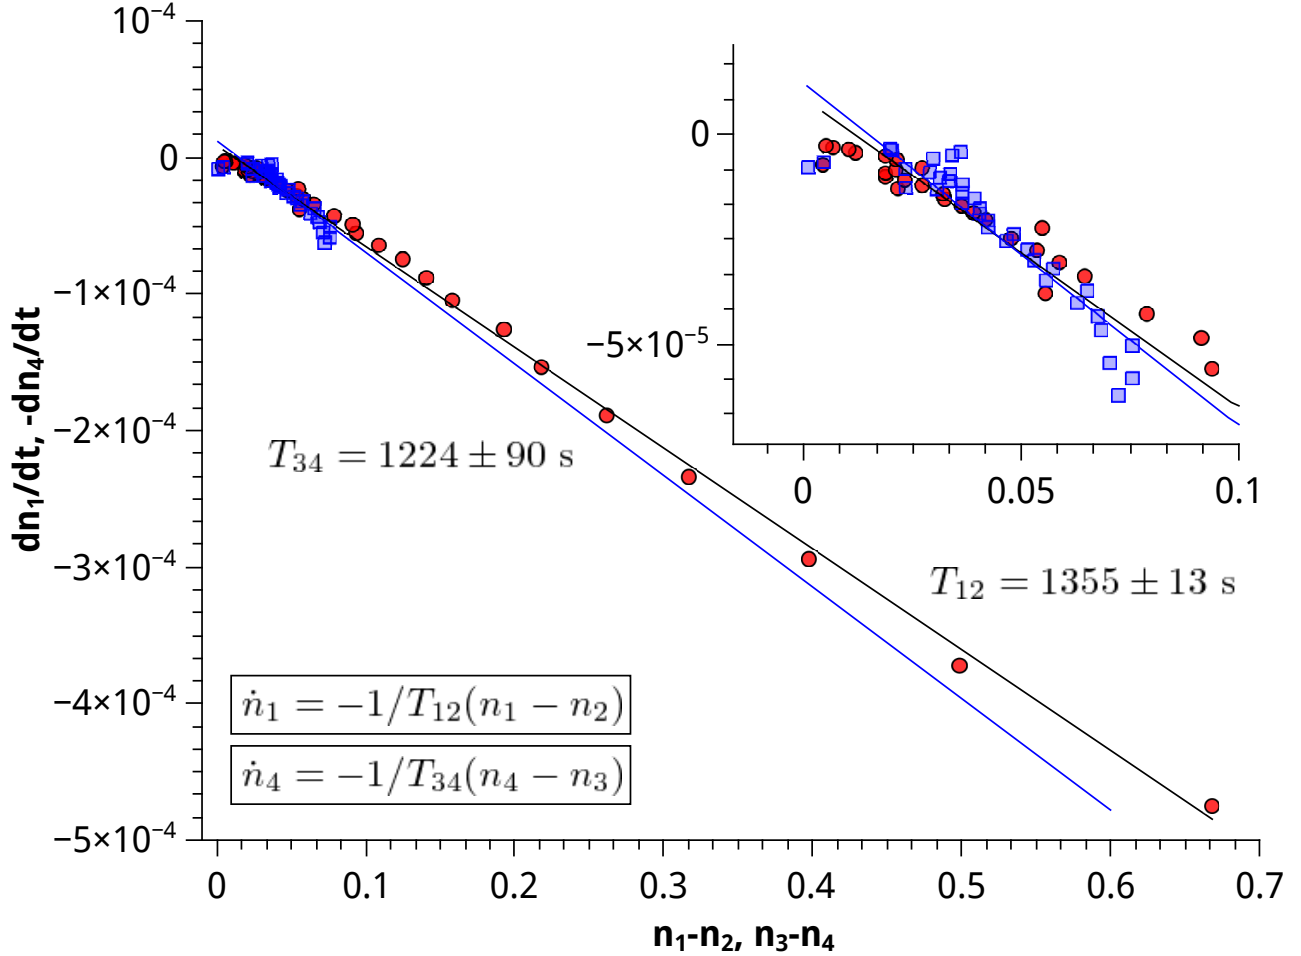 10⁻⁴
0
−1×10⁻⁴
−2×10⁻⁴
−3×10⁻⁴
−4×10⁻⁴
−5×10⁻⁴
dn₁/dt, -dn₄/dt
0
−5×10⁻⁵
0 0.05 0.1
T₃₄ = 1224 ± 90 s
T₁₂ = 1355 ± 13 s
ṅ₁ = −1/T₁₂(n₁ − n₂)
ṅ₄ = −1/T₃₄(n₄ − n₃)
0 0.1 0.2 0.3 0.4 0.5 0.6 0.7
n₁-n₂, n₃-n₄